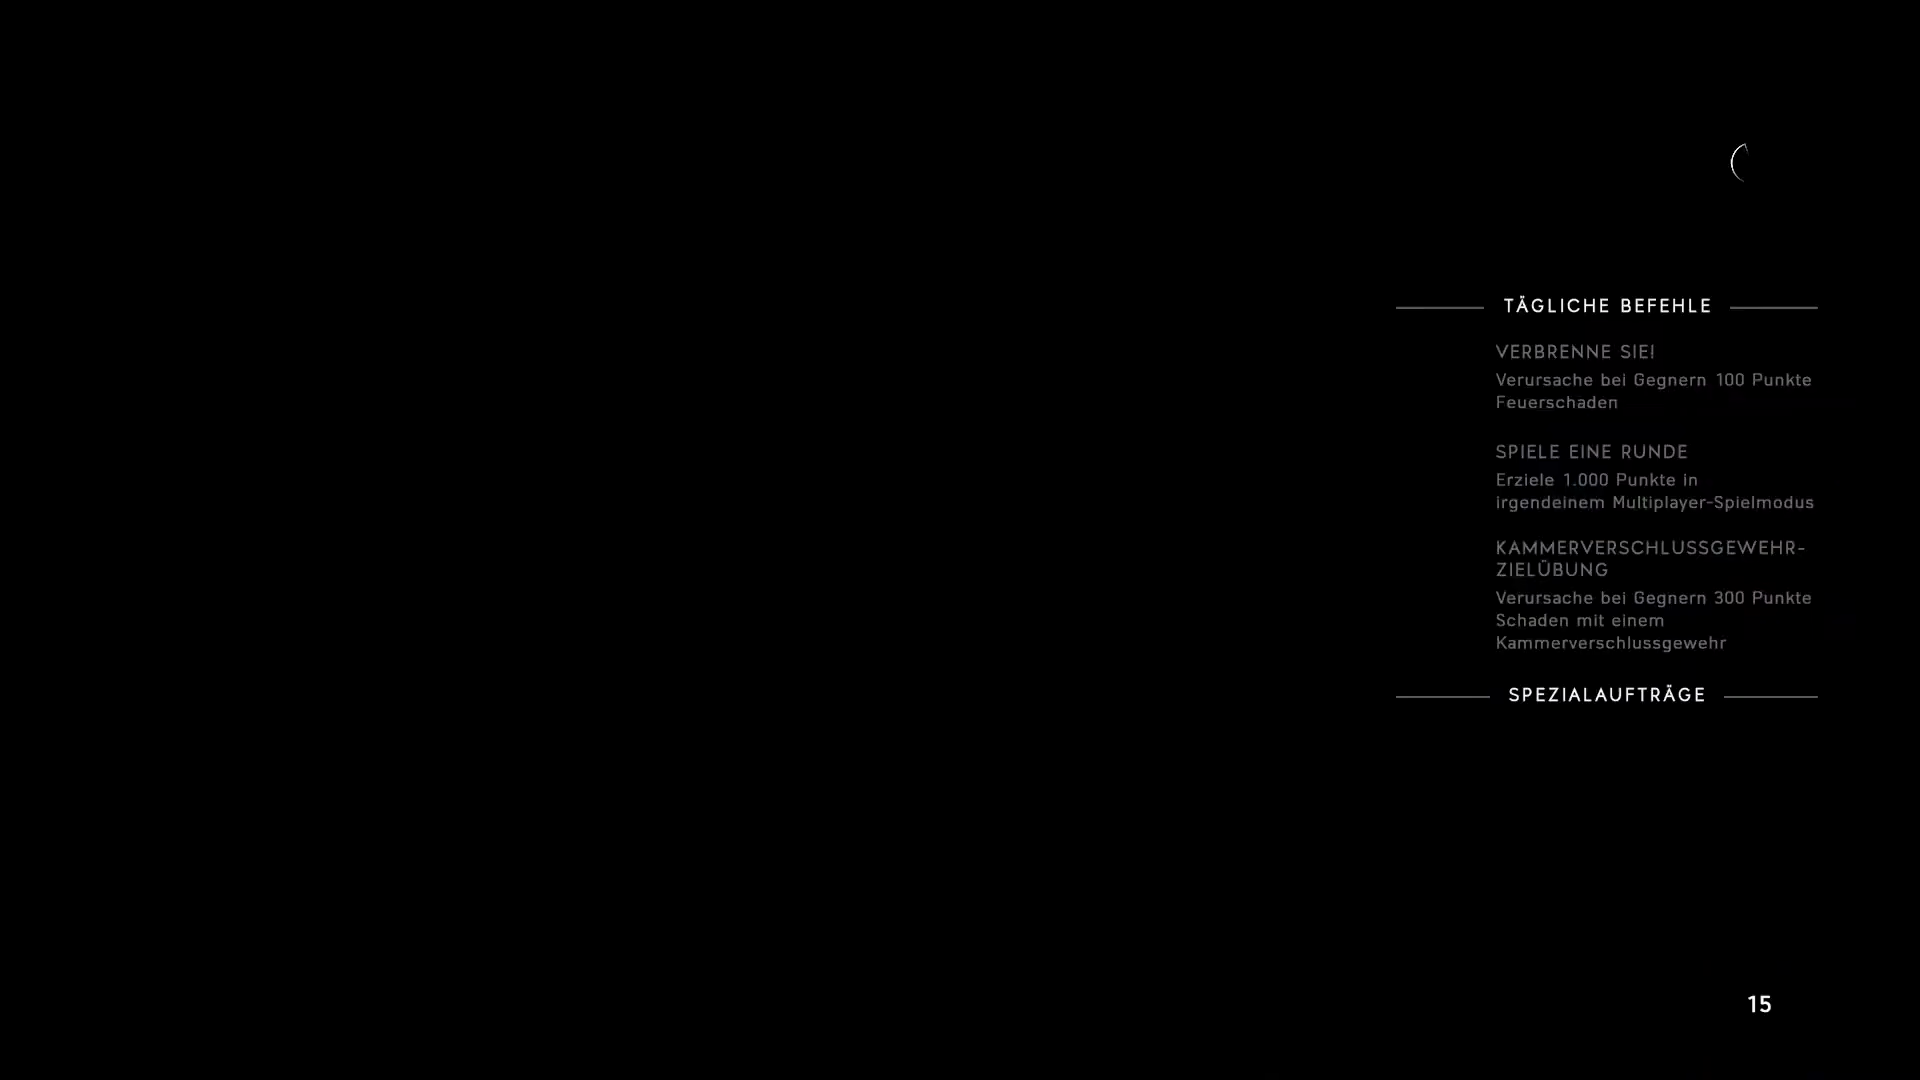 TÄGLICHE BEFEHLE
VERBRENNE SIE!
Verursache bei Gegnern 100 Punkte
Feuerschaden
SPIELE EINE RUNDE
Erziele 1.000 Punkte in
irgendeinem Multiplayer-Spielmodus
KAMMERVERSCHLUSSGEWEHR-
ZIELÜBUNG
Verursache bei Gegnern 300 Punkte
Schaden mit einem
Kammerverschlussgewehr
SPEZIALAUFTRÄGE
15